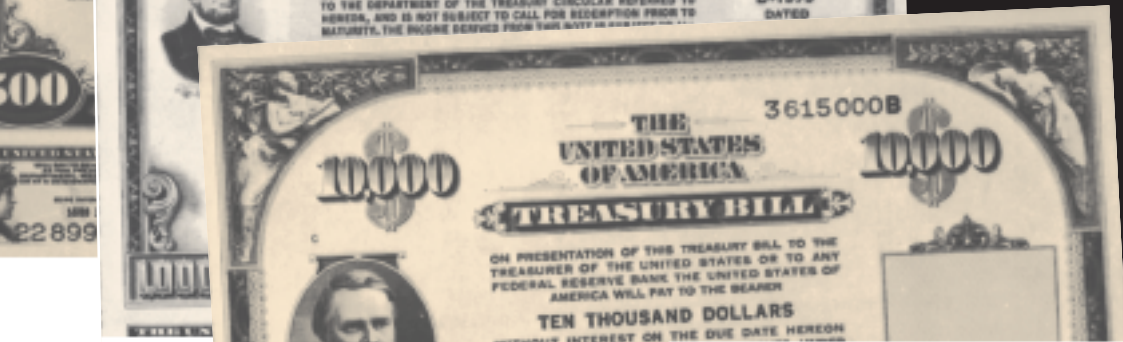 TO THE DEPARTMENT OF THE TREASURY CIRCULAR REFERRED TO
HEREON, AND IS NOT SUBJECT TO CALL FOR REDEMPTION PRIOR TO
MATURITY. THE INCOME DERIVED FROM THIS NOTE IS
DATED
500
22899
THE UN
3615000B
THE
UNITED STATES
OF AMERICA
10,000
10,000
TREASURY BILL
C
ON PRESENTATION OF THIS TREASURY BILL TO THE
TREASURER OF THE UNITED STATES OR TO ANY
FEDERAL RESERVE BANK THE UNITED STATES OF
AMERICA WILL PAY TO THE BEARER
TEN THOUSAND DOLLARS
WITHOUT INTEREST ON THE DUE DATE HEREON